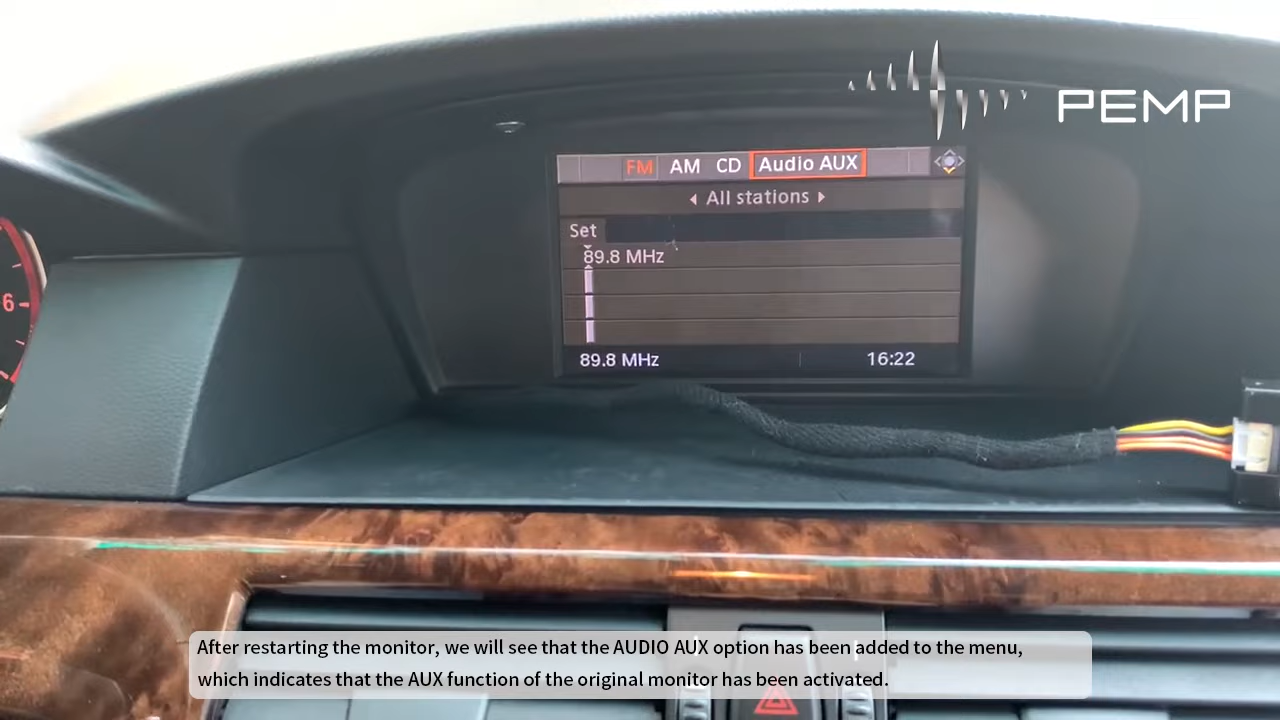 PEMP
FM AM CD Audio AUX
All stations
Set
89.8 MHz
89.8 MHz 16:22
6
After restarting the monitor, we will see that the AUDIO AUX option has been added to the menu,
which indicates that the AUX function of the original monitor has been activated.